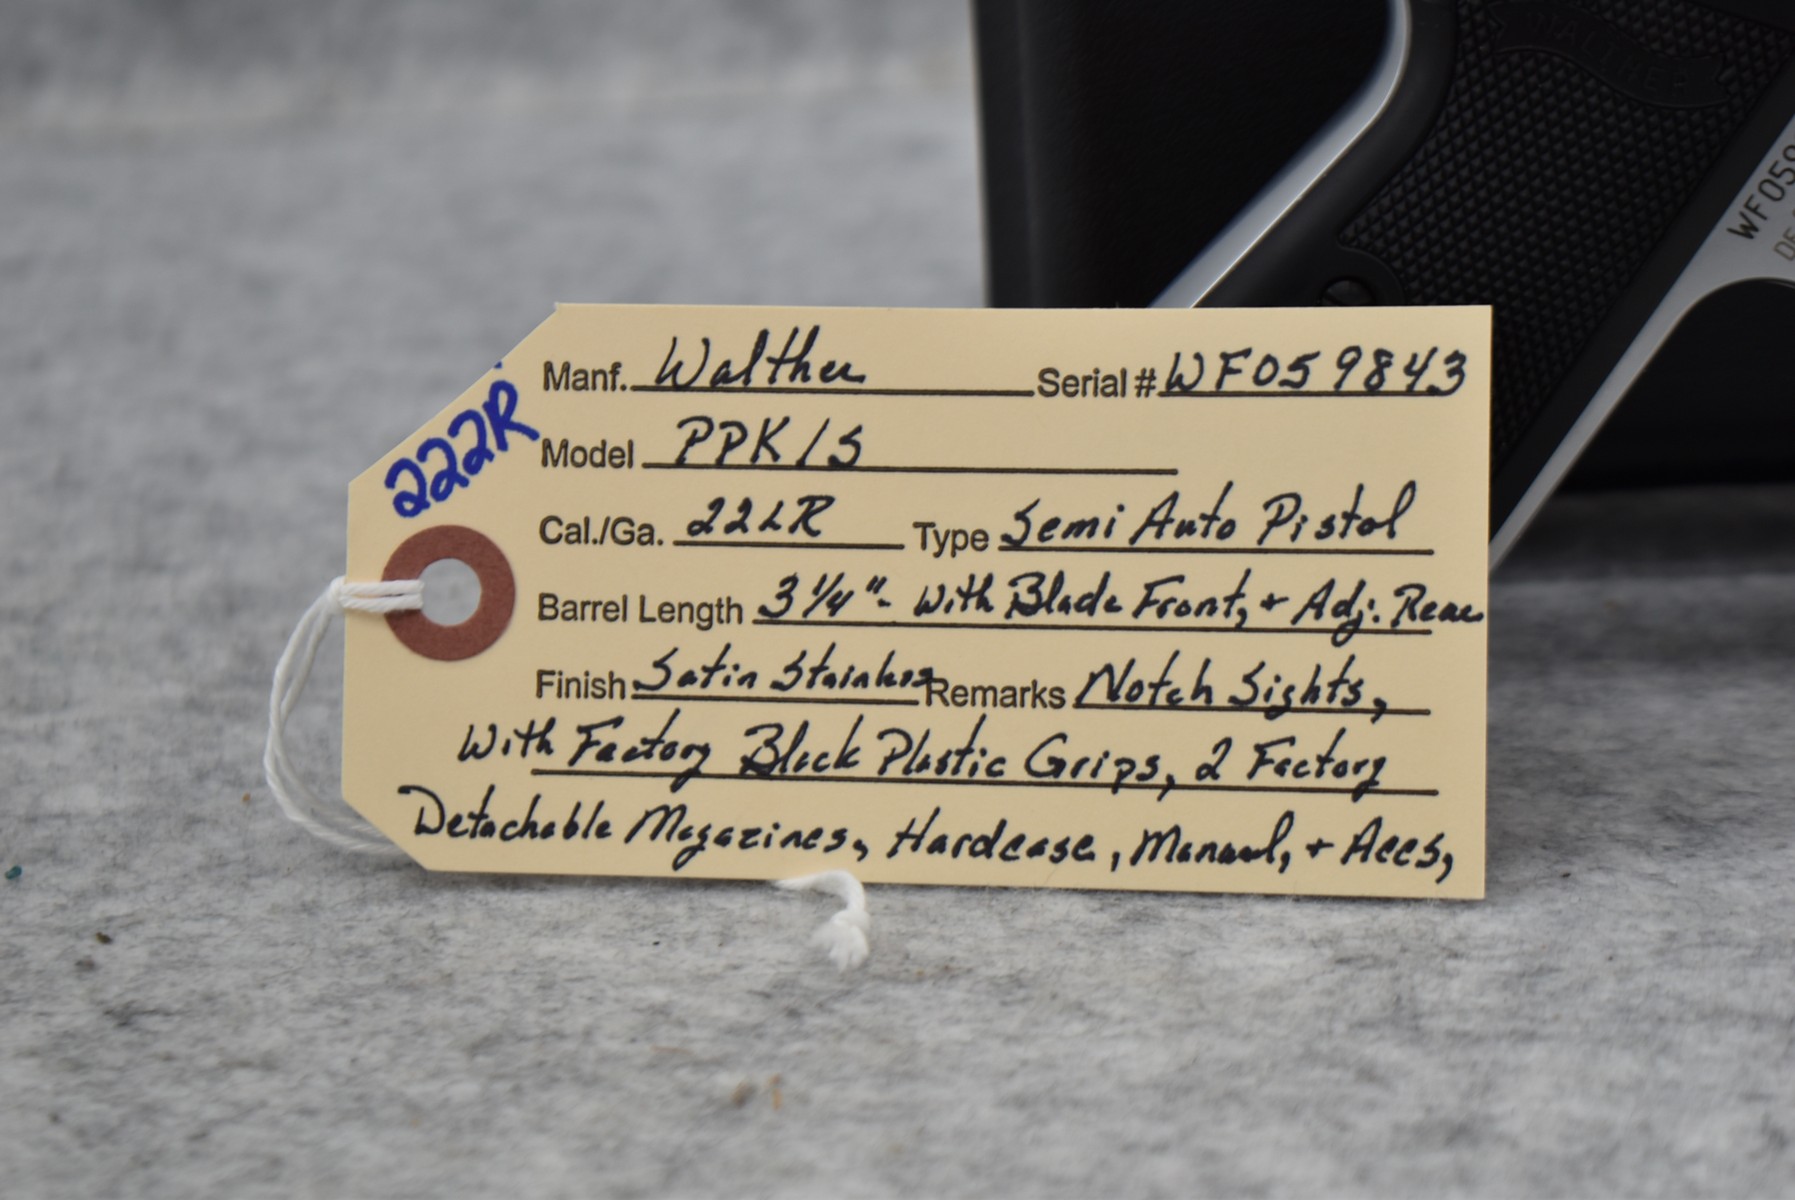 WALTHER
WF059
222R
Manf. Walther Serial # WF059843
Model PPK/S
Cal./Ga. 22LR Type Semi Auto Pistol
Barrel Length 3 1/4" - With Blade Front, + Adj. Rear
Finish Satin Stainless Remarks Notch Sights,
With Factory Black Plastic Grips, 2 Factory
Detachable Magazines, Hardcase, Manual, + Accs,